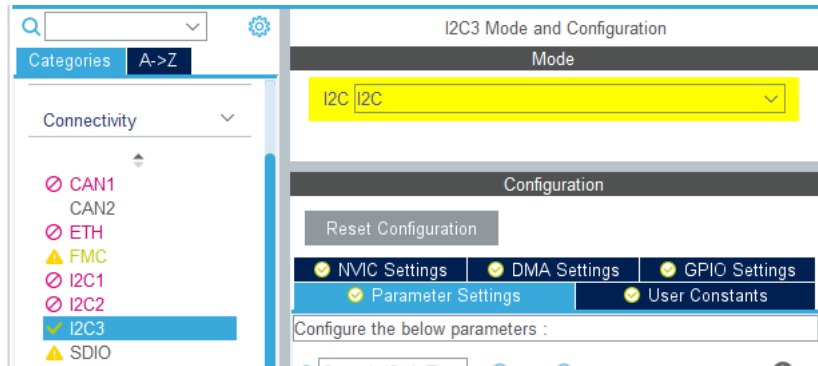 Categories
A->Z
Connectivity
CAN1
CAN2
ETH
FMC
I2C1
I2C2
I2C3
SDIO
I2C3 Mode and Configuration
Mode
I2C I2C
Configuration
Reset Configuration
NVIC Settings
DMA Settings
GPIO Settings
Parameter Settings
User Constants
Configure the below parameters :